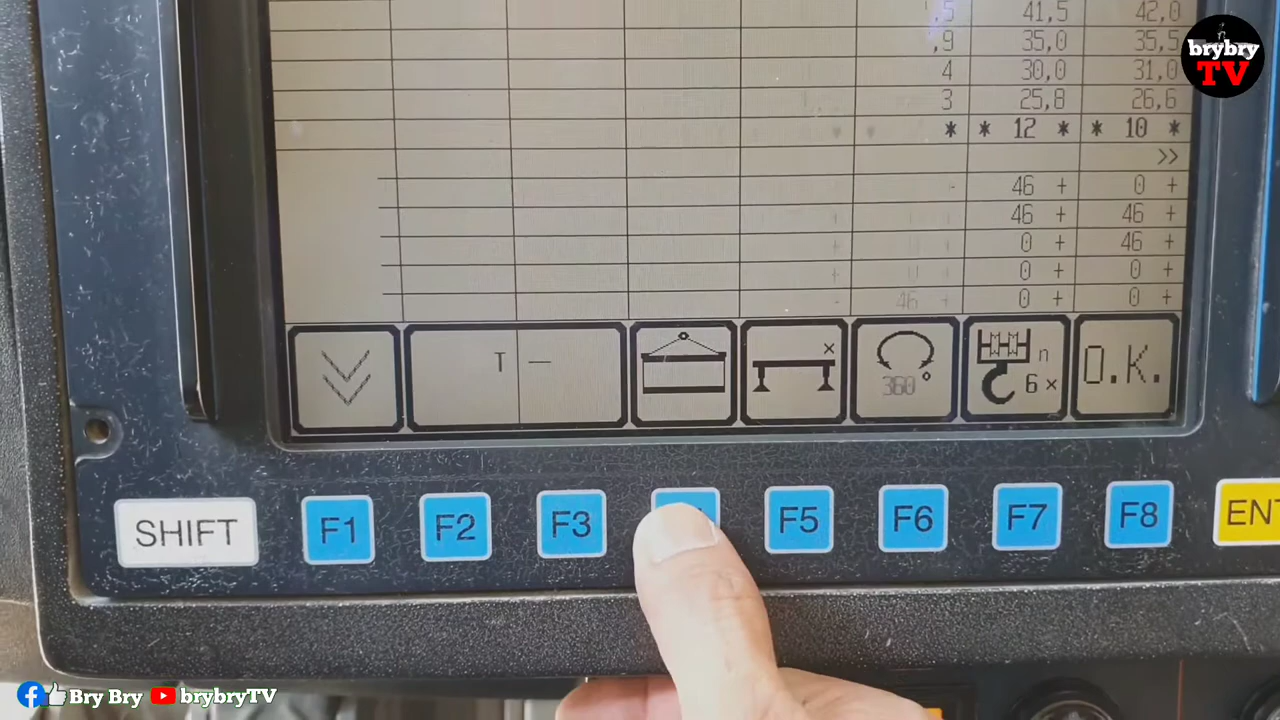 ,5 41,5 42,0
,9 35,0 35,5
4 30,0 31,0
3 25,8 26,6
* * 12 * * 10 *
>>
46 + 0 +
46 + 46 +
0 + 46 +
0 + 0 +
46 + 0 + 0 +
T —
x
360°
n
6 x
O.K.
SHIFT F1 F2 F3 F5 F6 F7 F8 ENT
brybry
TV
Bry Bry brybryTV